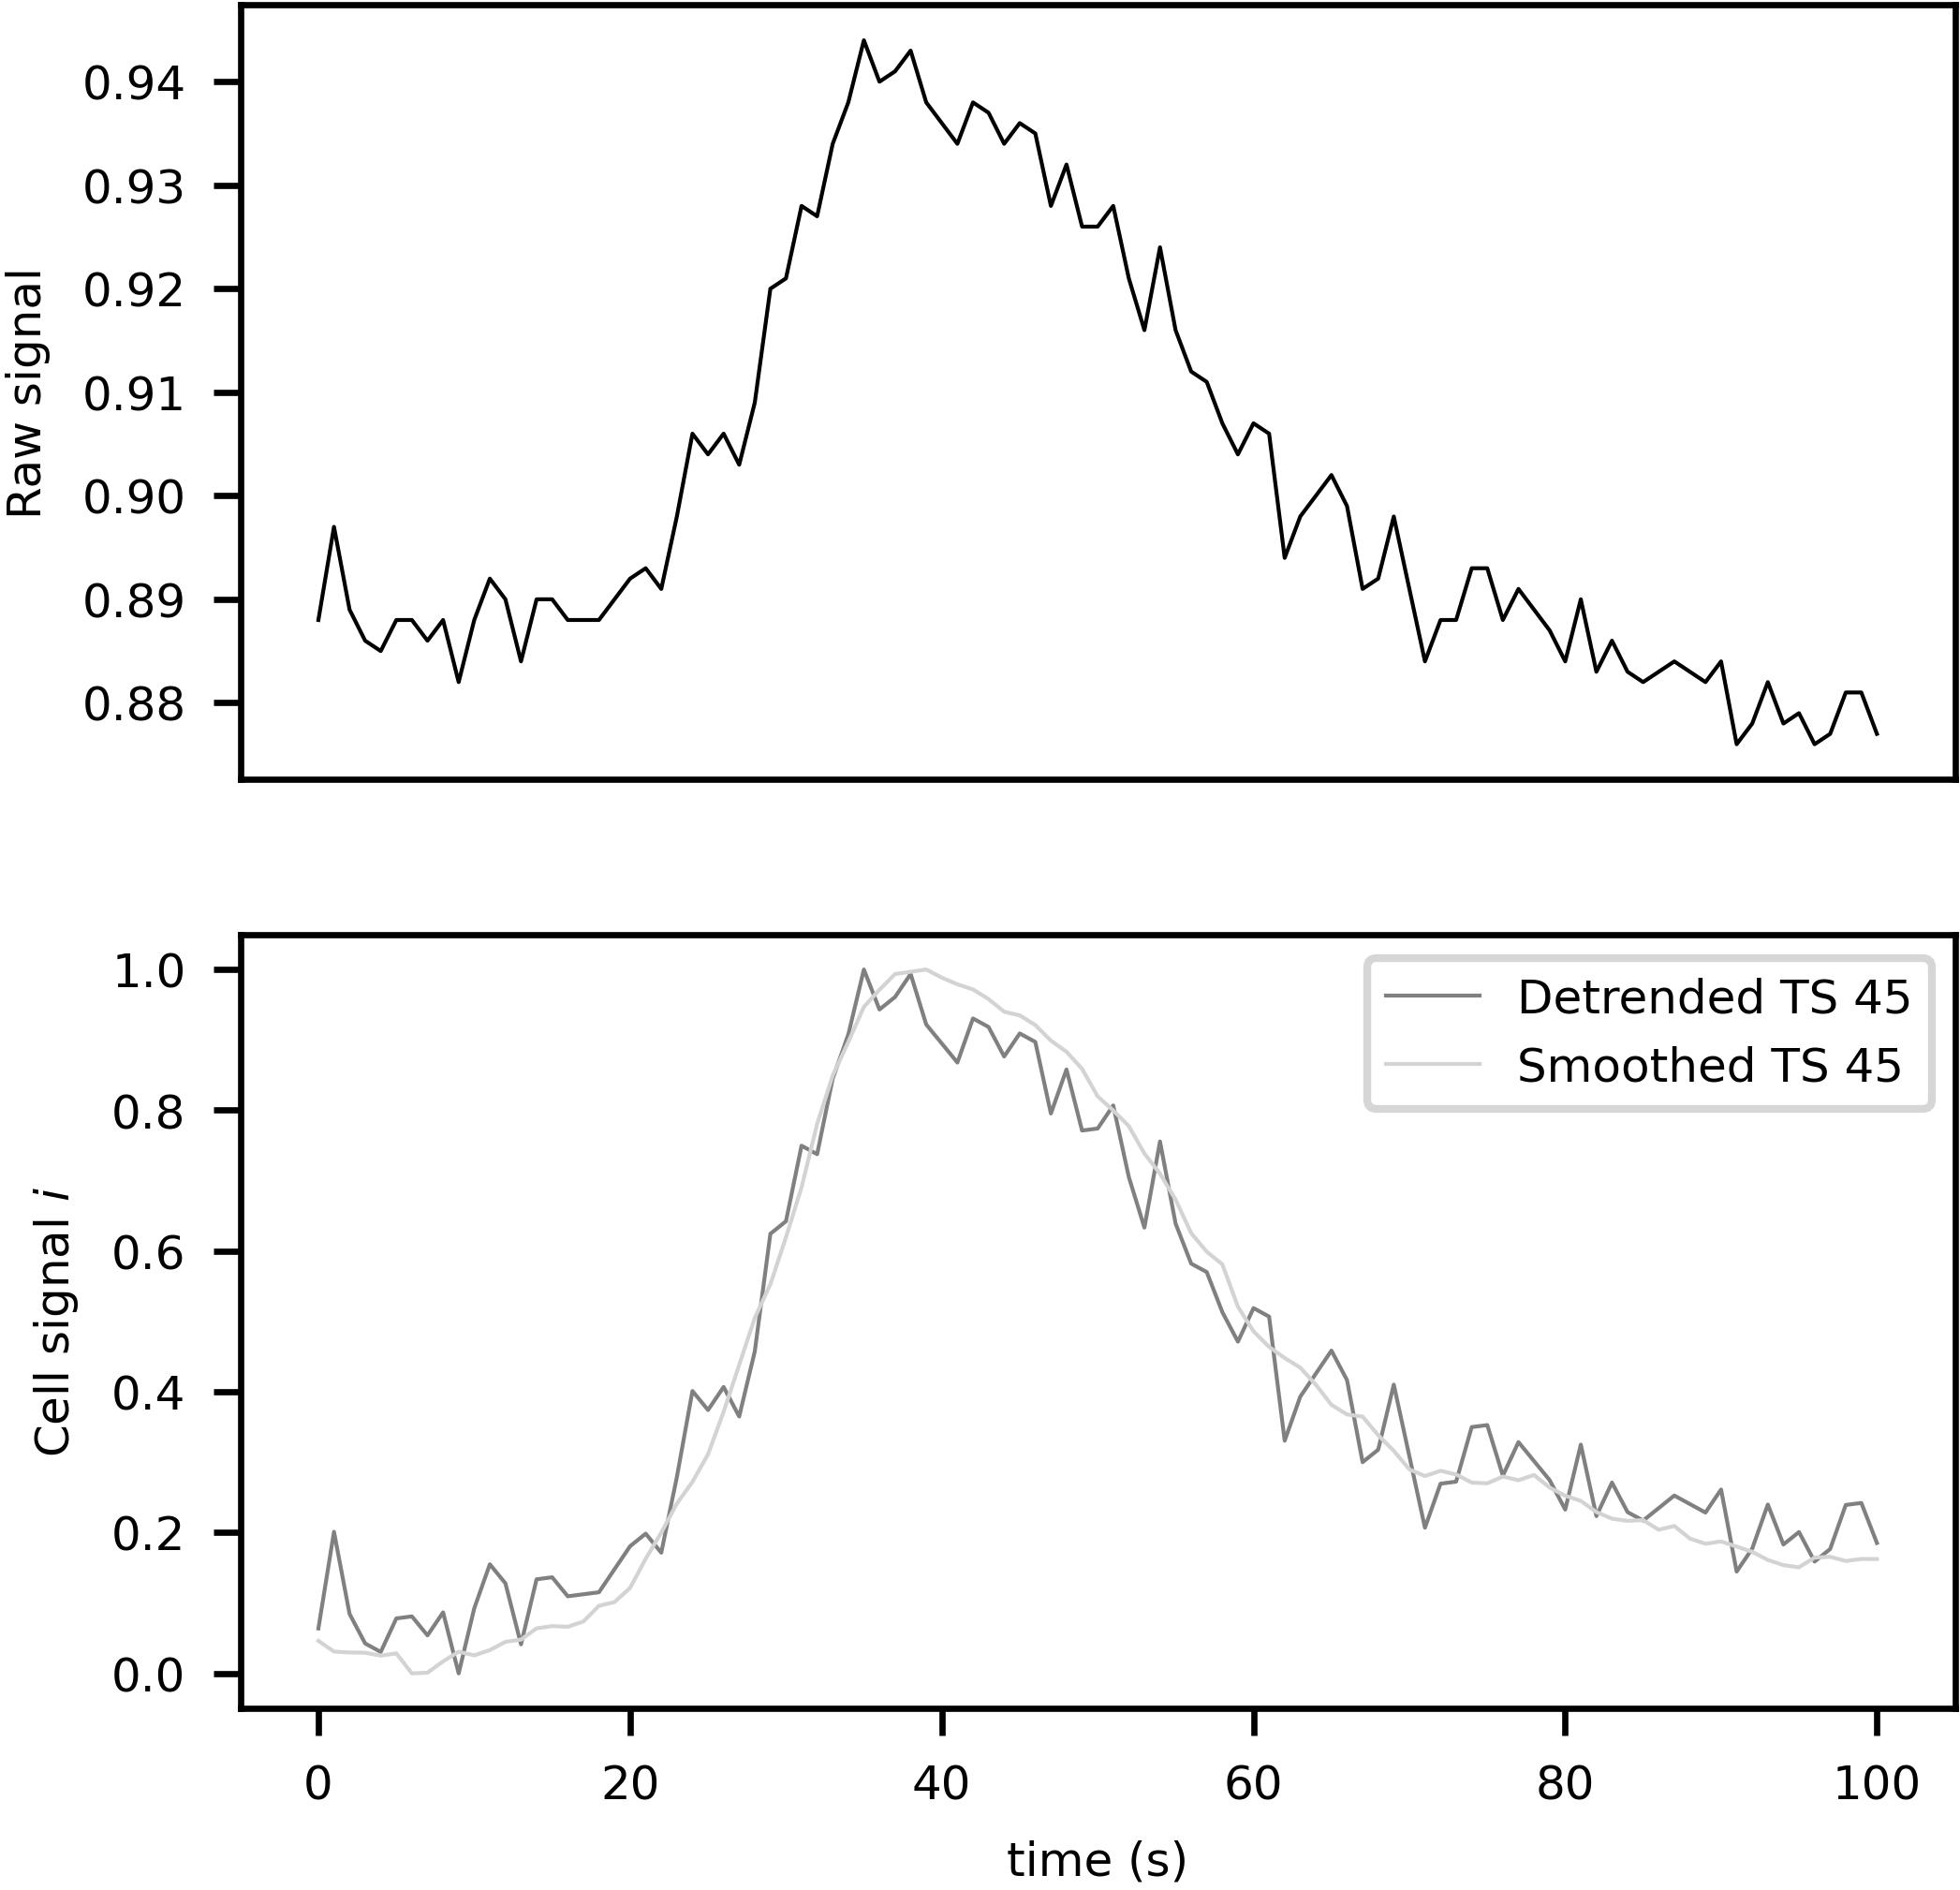 Raw signal
0.94
0.93
0.92
0.91
0.90
0.89
0.88
Cell signal i
1.0
0.8
0.6
0.4
0.2
0.0
Detrended TS 45
Smoothed TS 45
0 20 40 60 80 100
time (s)